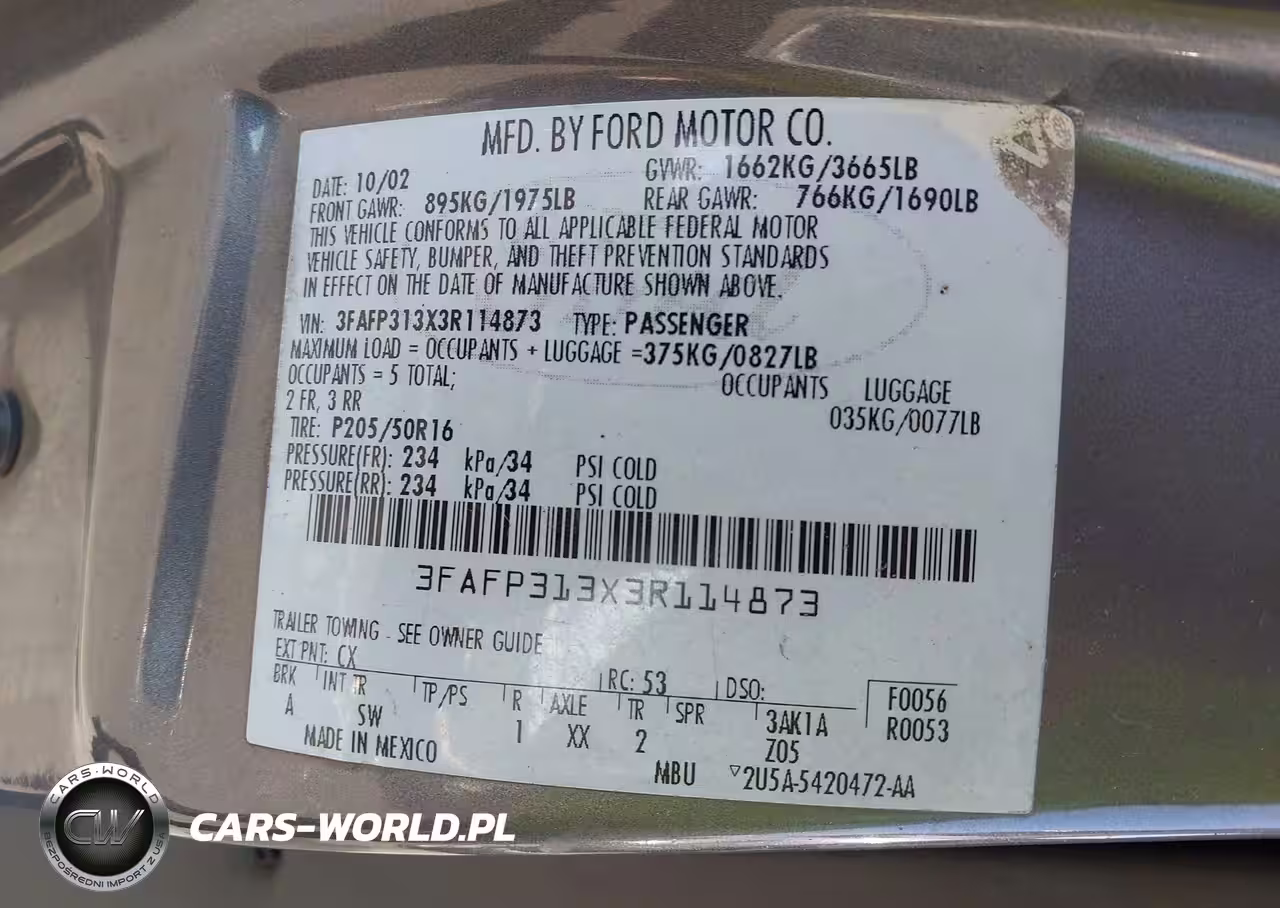 MFD. BY FORD MOTOR CO.
DATE: 10/02 GVWR: 1662KG/3665LB
FRONT GAWR: 895KG/1975LB REAR GAWR: 766KG/1690LB
THIS VEHICLE CONFORMS TO ALL APPLICABLE FEDERAL MOTOR
VEHICLE SAFETY, BUMPER, AND THEFT PREVENTION STANDARDS
IN EFFECT ON THE DATE OF MANUFACTURE SHOWN ABOVE.
VIN: 3FAFP313X3R114873 TYPE: PASSENGER
MAXIMUM LOAD = OCCUPANTS + LUGGAGE =375KG/0827LB
OCCUPANTS = 5 TOTAL; OCCUPANTS LUGGAGE
2 FR, 3 RR 035KG/0077LB
TIRE: P205/50R16
PRESSURE(FR): 234 kPa/34 PSI COLD
PRESSURE(RR): 234 kPa/34 PSI COLD
3FAFP313X3R114873
TRAILER TOWING - SEE OWNER GUIDE
EXT PNT: CX RC: 53 DSO: F0056
BRK INT TR TP/PS R AXLE TR SPR R0053
A SW 1 XX 2 3AK1A
Z05
MADE IN MEXICO MBU ▽2U5A-5420472-AA
CARS-WORLD
CW
BEZPOŚREDNI IMPORT Z USA
CARS-WORLD.PL